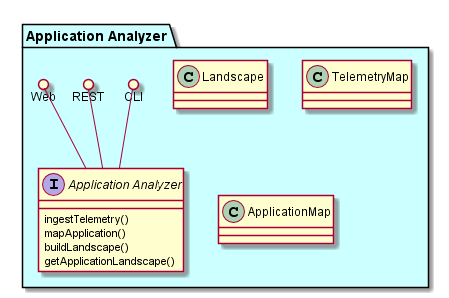 Application Analyzer
Web
REST
CLI
C Landscape
C TelemetryMap
I Application Analyzer
ingestTelemetry()
mapApplication()
buildLandscape()
getApplicationLandscape()
C ApplicationMap